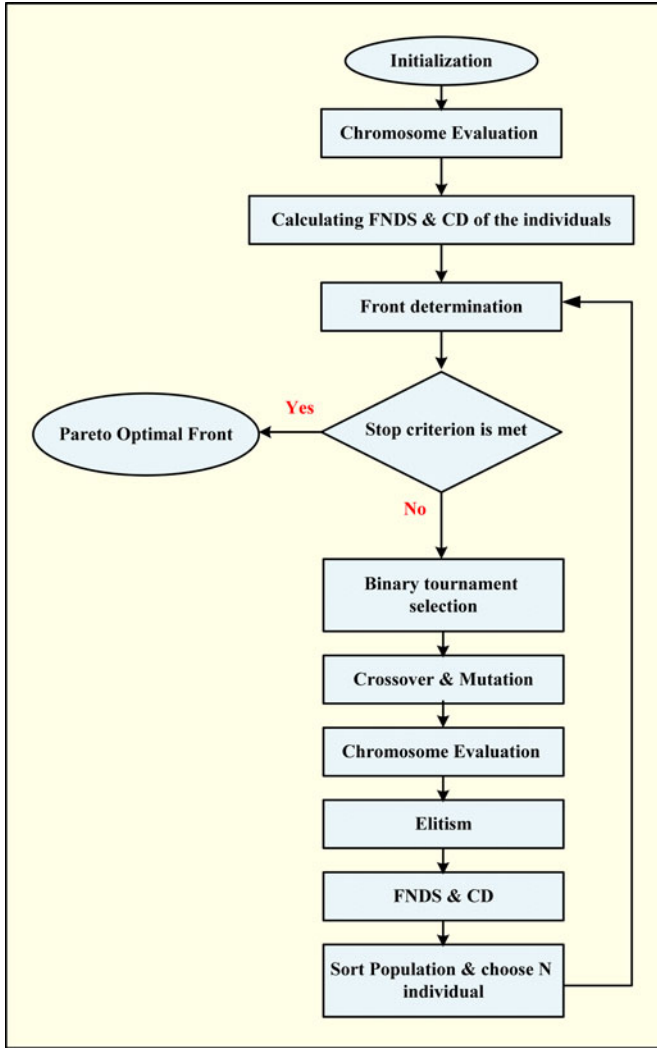 Initialization
Chromosome Evaluation
Calculating FNDS & CD of the individuals
Front determination
Yes
Pareto Optimal Front
Stop criterion is met
No
Binary tournament
selection
Crossover & Mutation
Chromosome Evaluation
Elitism
FNDS & CD
Sort Population & choose N
individual